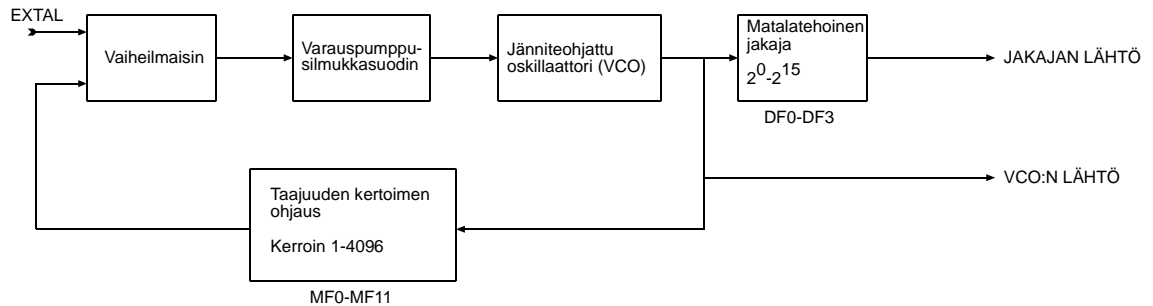 EXTAL
Vaiheilmaisin
Varauspumppu-
silmukkasuodin
Jänniteohjattu
oskillaattori (VCO)
Matalatehoinen
jakaja
2⁰-2¹⁵
DF0-DF3
JAKAJAN LÄHTÖ
VCO:N LÄHTÖ
Taajuuden kertoimen
ohjaus
Kerroin 1-4096
MF0-MF11